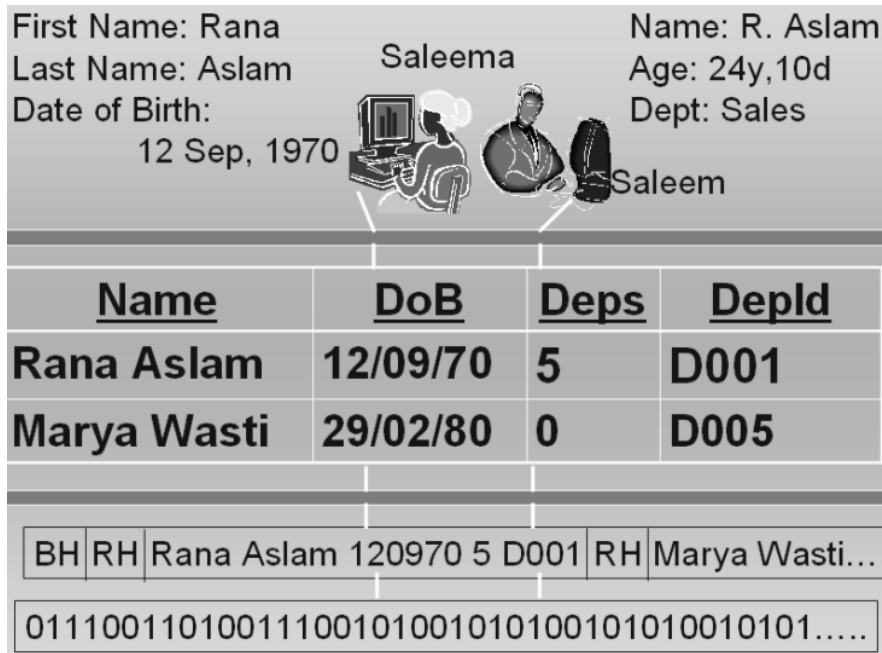 First Name: Rana
Last Name: Aslam
Date of Birth:
12 Sep, 1970
Saleema
Name: R. Aslam
Age: 24y,10d
Dept: Sales
Saleem
Name DoB Deps DepId
Rana Aslam 12/09/70 5 D001
Marya Wasti 29/02/80 0 D005
BH RH Rana Aslam 120970 5 D001 RH Marya Wasti...
0111001101001110010100101010010101001010​1.....